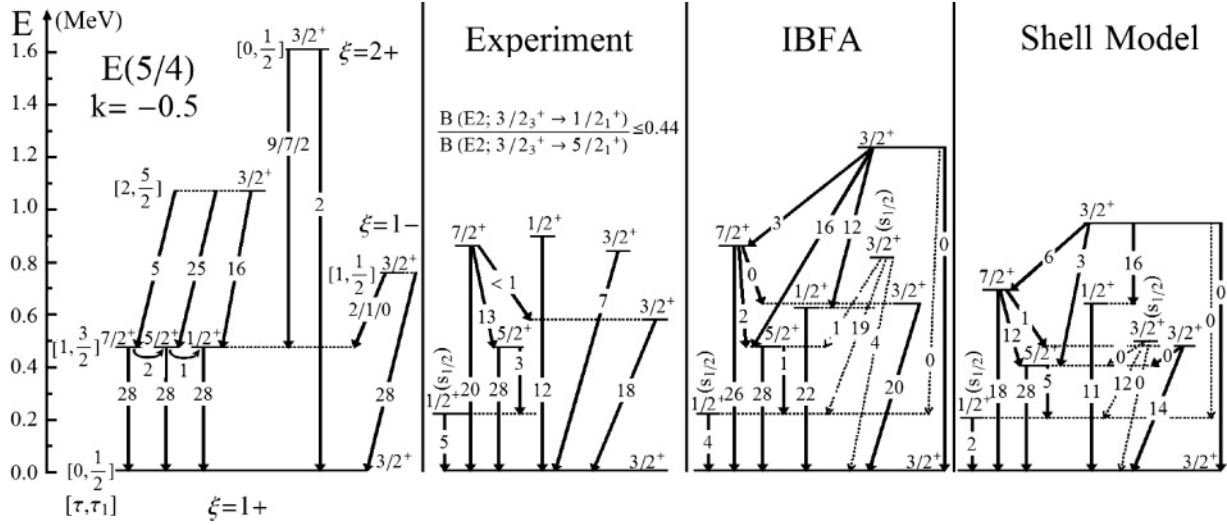 E (MeV)
1.6
1.4
1.2
1.0
0.8
0.6
0.4
0.2
0.0
E(5/4)
k= −0.5
[0,1/2] 3/2⁺ ξ=2+
9/7/2
2
[2,5/2] 3/2⁺
5 25 16
ξ=1−
[1,1/2] 3/2⁺
2/1/0
[1,3/2] 7/2⁺ 5/2⁺ 1/2⁺
2 1
28 28 28 28
[0,1/2] 3/2⁺
[τ,τ₁] ξ=1+
Experiment
B (E2; 3/2₃⁺ → 1/2₁⁺)
B (E2; 3/2₃⁺ → 5/2₁⁺) ≤0.44
7/2⁺ 1/2⁺ 3/2⁺
< 1
13 7 3/2⁺
5/2⁺
3
1/2⁺ (s₁/₂)
20 28 12 18
5
3/2⁺
IBFA
3/2⁺
3 16 12 0
7/2⁺ 3/2⁺ (s₁/₂)
0
1/2⁺ 3/2⁺
2 1 19 4
5/2⁺
1 0
1/2⁺ (s₁/₂)
26 28 22 20
4
3/2⁺
Shell Model
3/2⁺
6 3 16 0 0
7/2⁺
1/2⁺
12 1
3/2⁺ (s₁/₂) 3/2⁺
5/2⁺ 0 0
5 12 0
1/2⁺ (s₁/₂)
18 28 11 14
2
3/2⁺